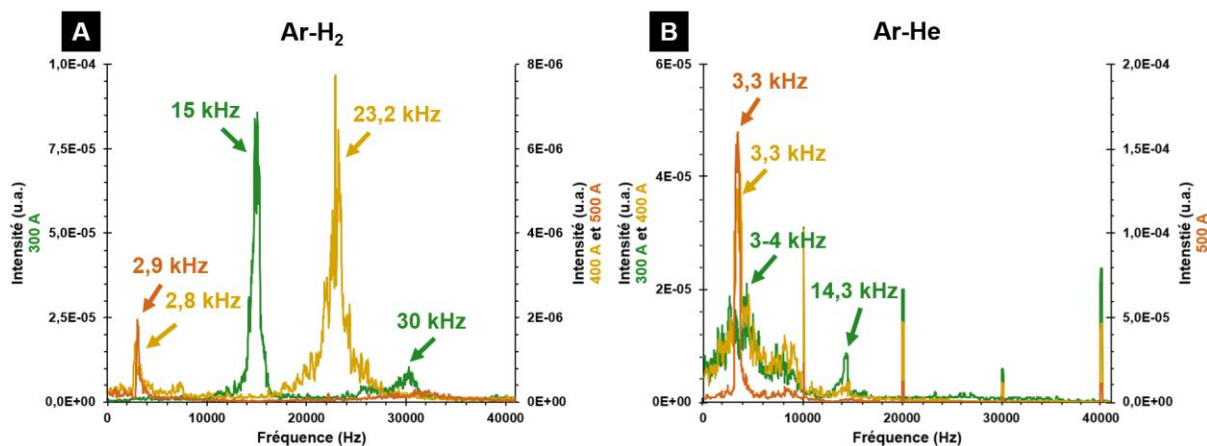 A
Ar-H2
1,0E-04
7,5E-05
5,0E-05
2,5E-05
0,0E+00
Intensité (u.a.)
300 A
15 kHz
23,2 kHz
2,9 kHz
2,8 kHz
30 kHz
8E-06
6E-06
4E-06
2E-06
0E+00
Intensité (u.a.)
400 A et 500 A
0
10000
20000
30000
40000
Fréquence (Hz)
B
Ar-He
6E-05
4E-05
2E-05
0E+00
Intensité (u.a.)
300 A et 400 A
3,3 kHz
3,3 kHz
3-4 kHz
14,3 kHz
2,0E-04
1,5E-04
1,0E-04
5,0E-05
0,0E+00
Intenstié (u.a.)
500 A
0
10000
20000
30000
40000
Fréquence (Hz)